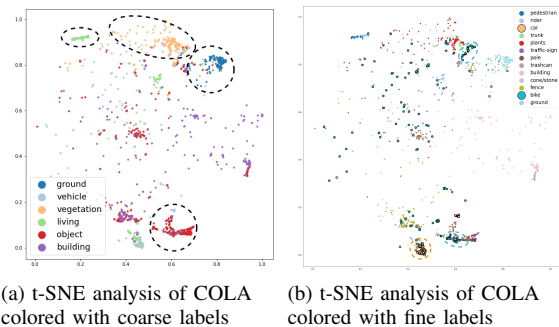 1.0
0.8
0.6
0.4
0.2
0.0
ground
vehicle
vegetation
living
object
building
0.0 0.2 0.4 0.6 0.8 1.0
pedestrian
rider
car
trunk
plants
traffic-sign
pole
trashcan
building
cone/stone
fence
bike
ground
(a) t-SNE analysis of COLA
colored with coarse labels
(b) t-SNE analysis of COLA
colored with fine labels